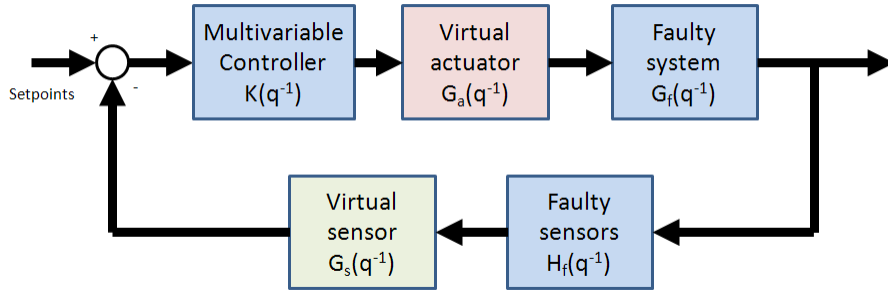 +
Setpoints
-
Multivariable
Controller
K(q⁻¹)
Virtual
actuator
Gₐ(q⁻¹)
Faulty
system
G_f(q⁻¹)
Virtual
sensor
Gₛ(q⁻¹)
Faulty
sensors
H_f(q⁻¹)